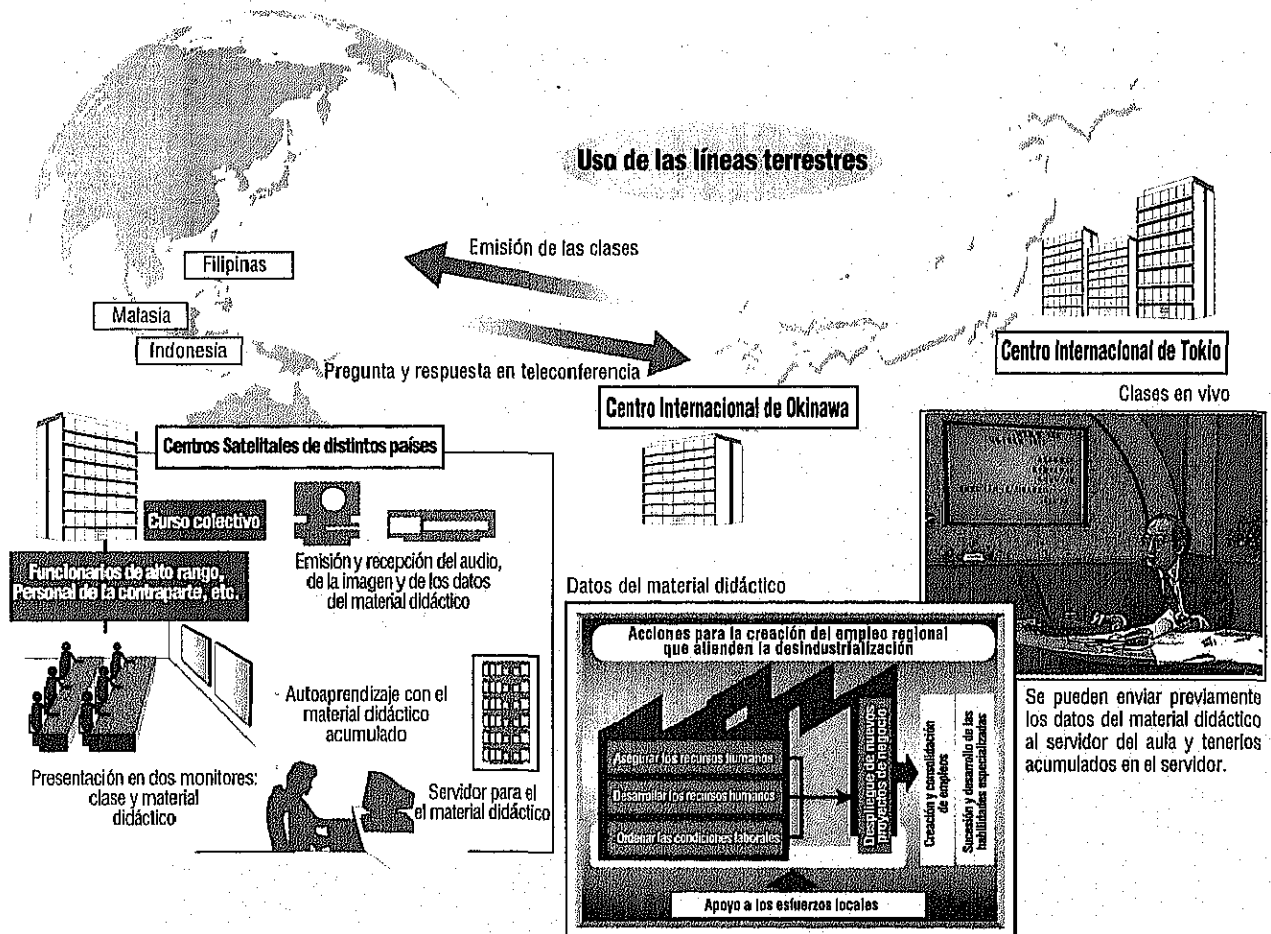 Uso de las líneas terrestres
Emisión de las clases
Filipinas
Malasia
Indonesia
Pregunta y respuesta en teleconferencia
Centro Internacional de Tokio
Centro Internacional de Okinawa
Clases en vivo
Centros Satelitales de distintos países
Curso colectivo
Funcionarios de alto rango,
Personal de la contraparte, etc.
Emisión y recepción del audio,
de la imagen y de los datos
del material didáctico
Autoaprendizaje con el
material didáctico
acumulado
Presentación en dos monitores:
clase y material
didáctico
Servidor para el
el material didáctico
Datos del material didáctico
Acciones para la creación del empleo regional
que atienden la desindustrialización
Asegurar los recursos humanos
Desarrollar los recursos humanos
Ordenar las condiciones laborales
Despliegue de nuevos
proyectos de negocio
Creación y consolidación
de empleos
Sucesión y desarrollo de las
habilidades especializadas
Apoyo a los esfuerzos locales
Se pueden enviar previamente
los datos del material didáctico
al servidor del aula y tenerlos
acumulados en el servidor.